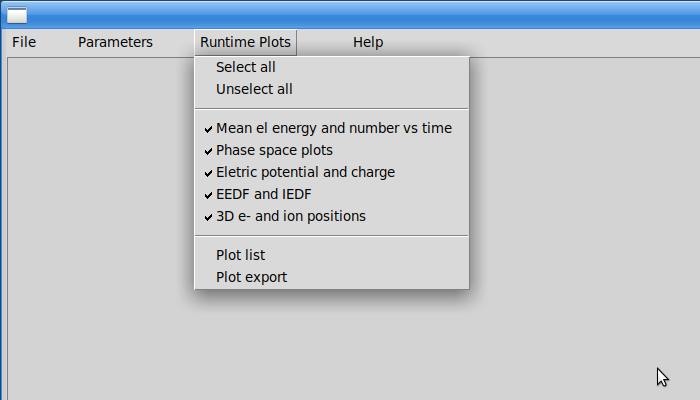 File Parameters Runtime Plots Help
Select all
Unselect all
Mean el energy and number vs time
Phase space plots
Eletric potential and charge
EEDF and IEDF
3D e- and ion positions
Plot list
Plot export